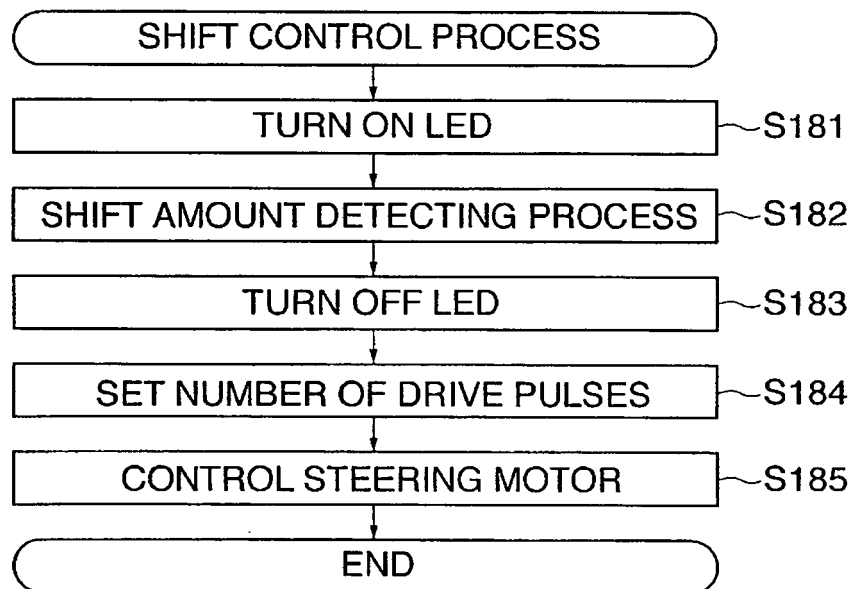 SHIFT CONTROL PROCESS
TURN ON LED S181
SHIFT AMOUNT DETECTING PROCESS S182
TURN OFF LED S183
SET NUMBER OF DRIVE PULSES S184
CONTROL STEERING MOTOR S185
END